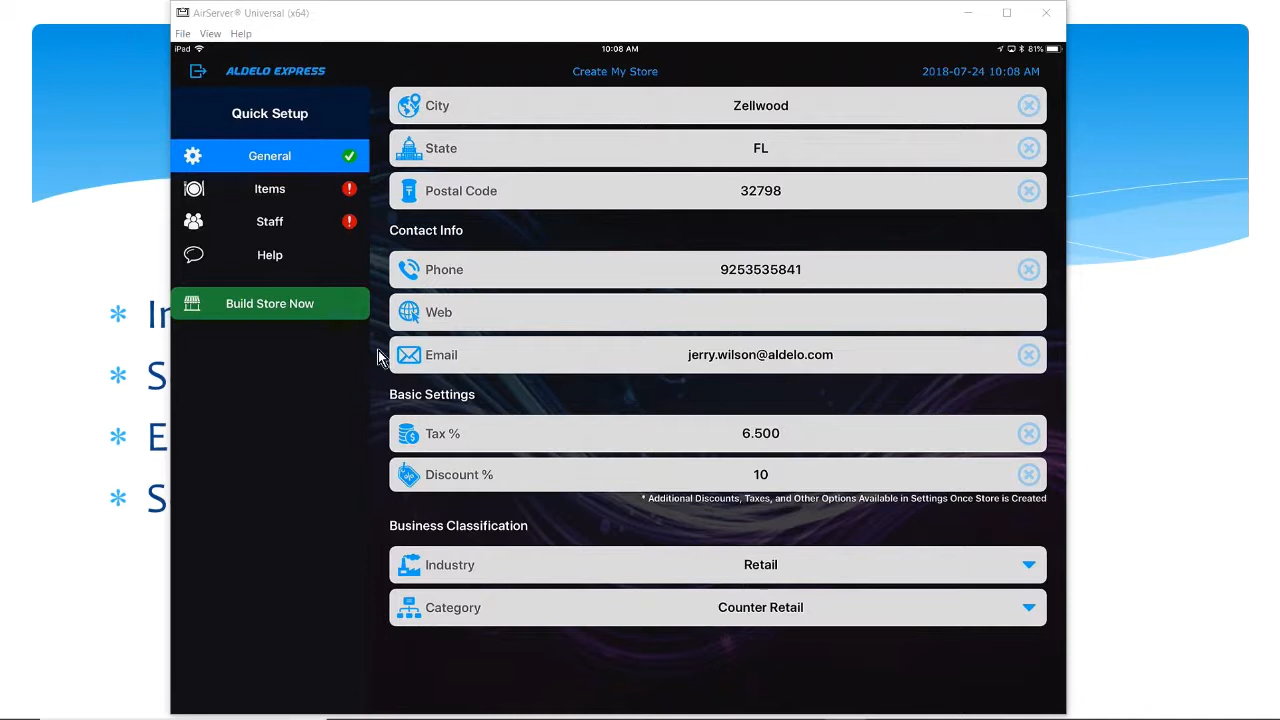 AirServer® Universal (x64)
File View Help
iPad 10:08 AM 81%
ALDELO EXPRESS Create My Store 2018-07-24 10:08 AM
Quick Setup
General
Items
Staff
Help
Build Store Now
City Zellwood
State FL
Postal Code 32798
Contact Info
Phone 9253535841
Web
Email jerry.wilson@aldelo.com
Basic Settings
Tax % 6.500
Discount % 10
* Additional Discounts, Taxes, and Other Options Available in Settings Once Store is Created
Business Classification
Industry Retail
Category Counter Retail
* In
* S
* E
* S